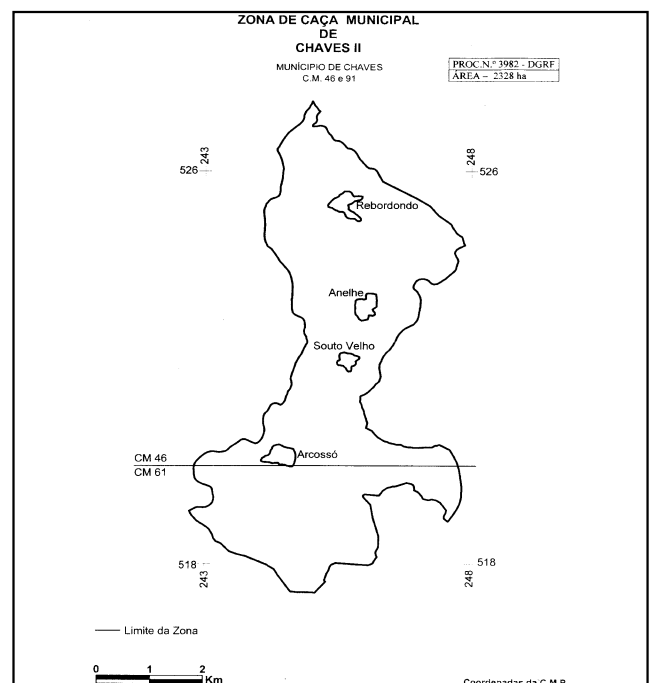 ZONA DE CAÇA MUNICIPAL
DE
CHAVES II
MUNÍCIPIO DE CHAVES
C.M. 46 e 91
PROC.N.º 3982 - DGRF
ÁREA – 2328 ha
243
248
526
526
Rebordondo
Anelhe
Souto Velho
Arcossó
CM 46
CM 61
518
518
243
248
Limite da Zona
0 1 2
Km
Coordenadas da C.M.P.